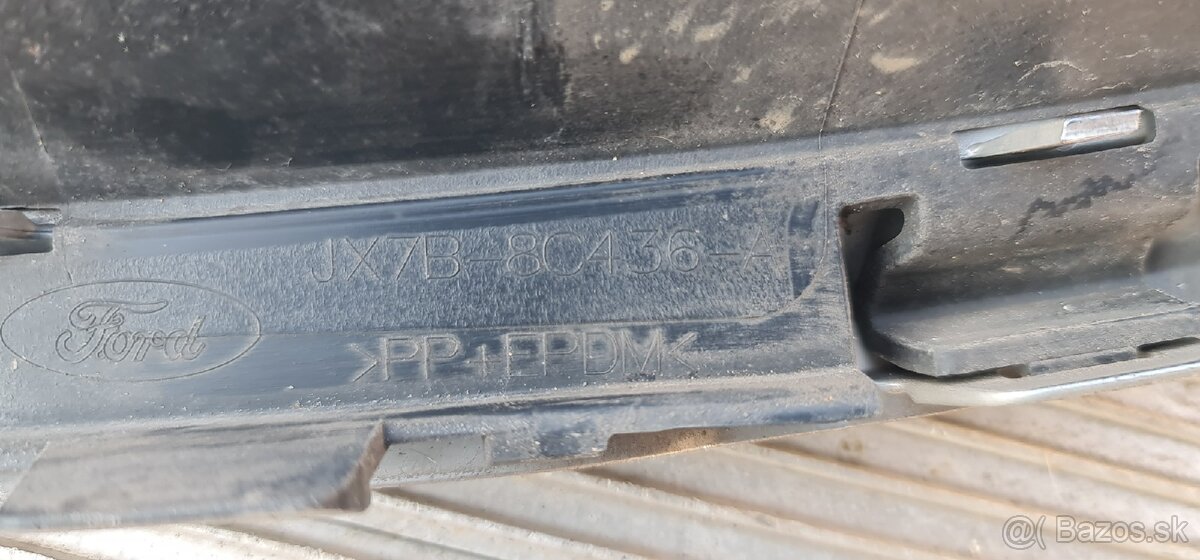 JX7B-8C436-A
Ford
>PP+EPDM<
@( Bazos.sk